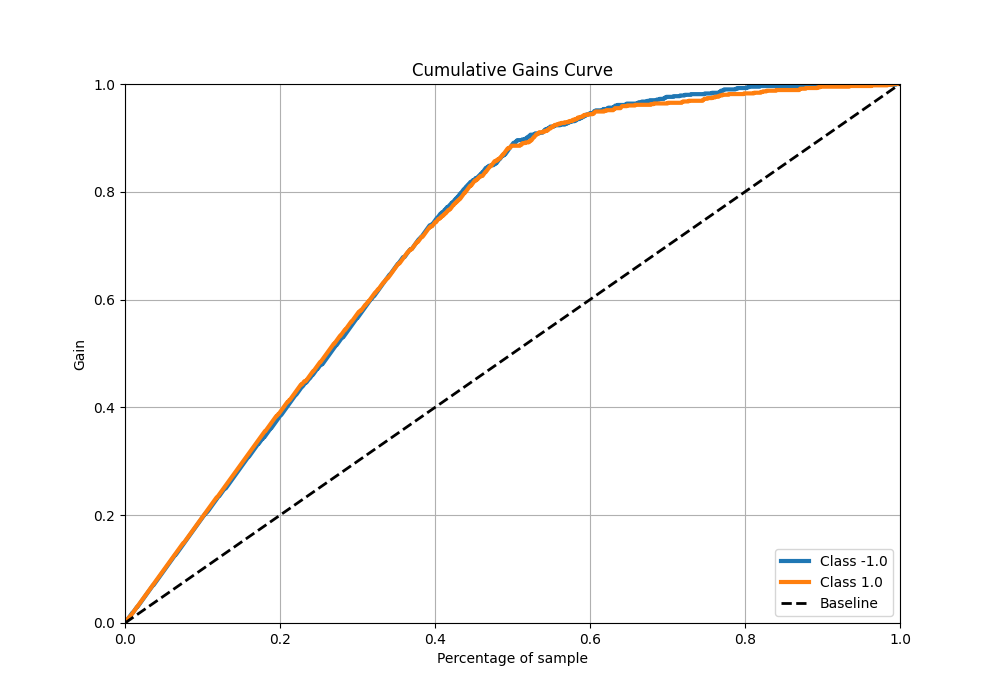 Cumulative Gains Curve
1.0
0.8
0.6
0.4
0.2
0.0
Gain
0.0 0.2 0.4 0.6 0.8 1.0
Percentage of sample
Class -1.0
Class 1.0
Baseline